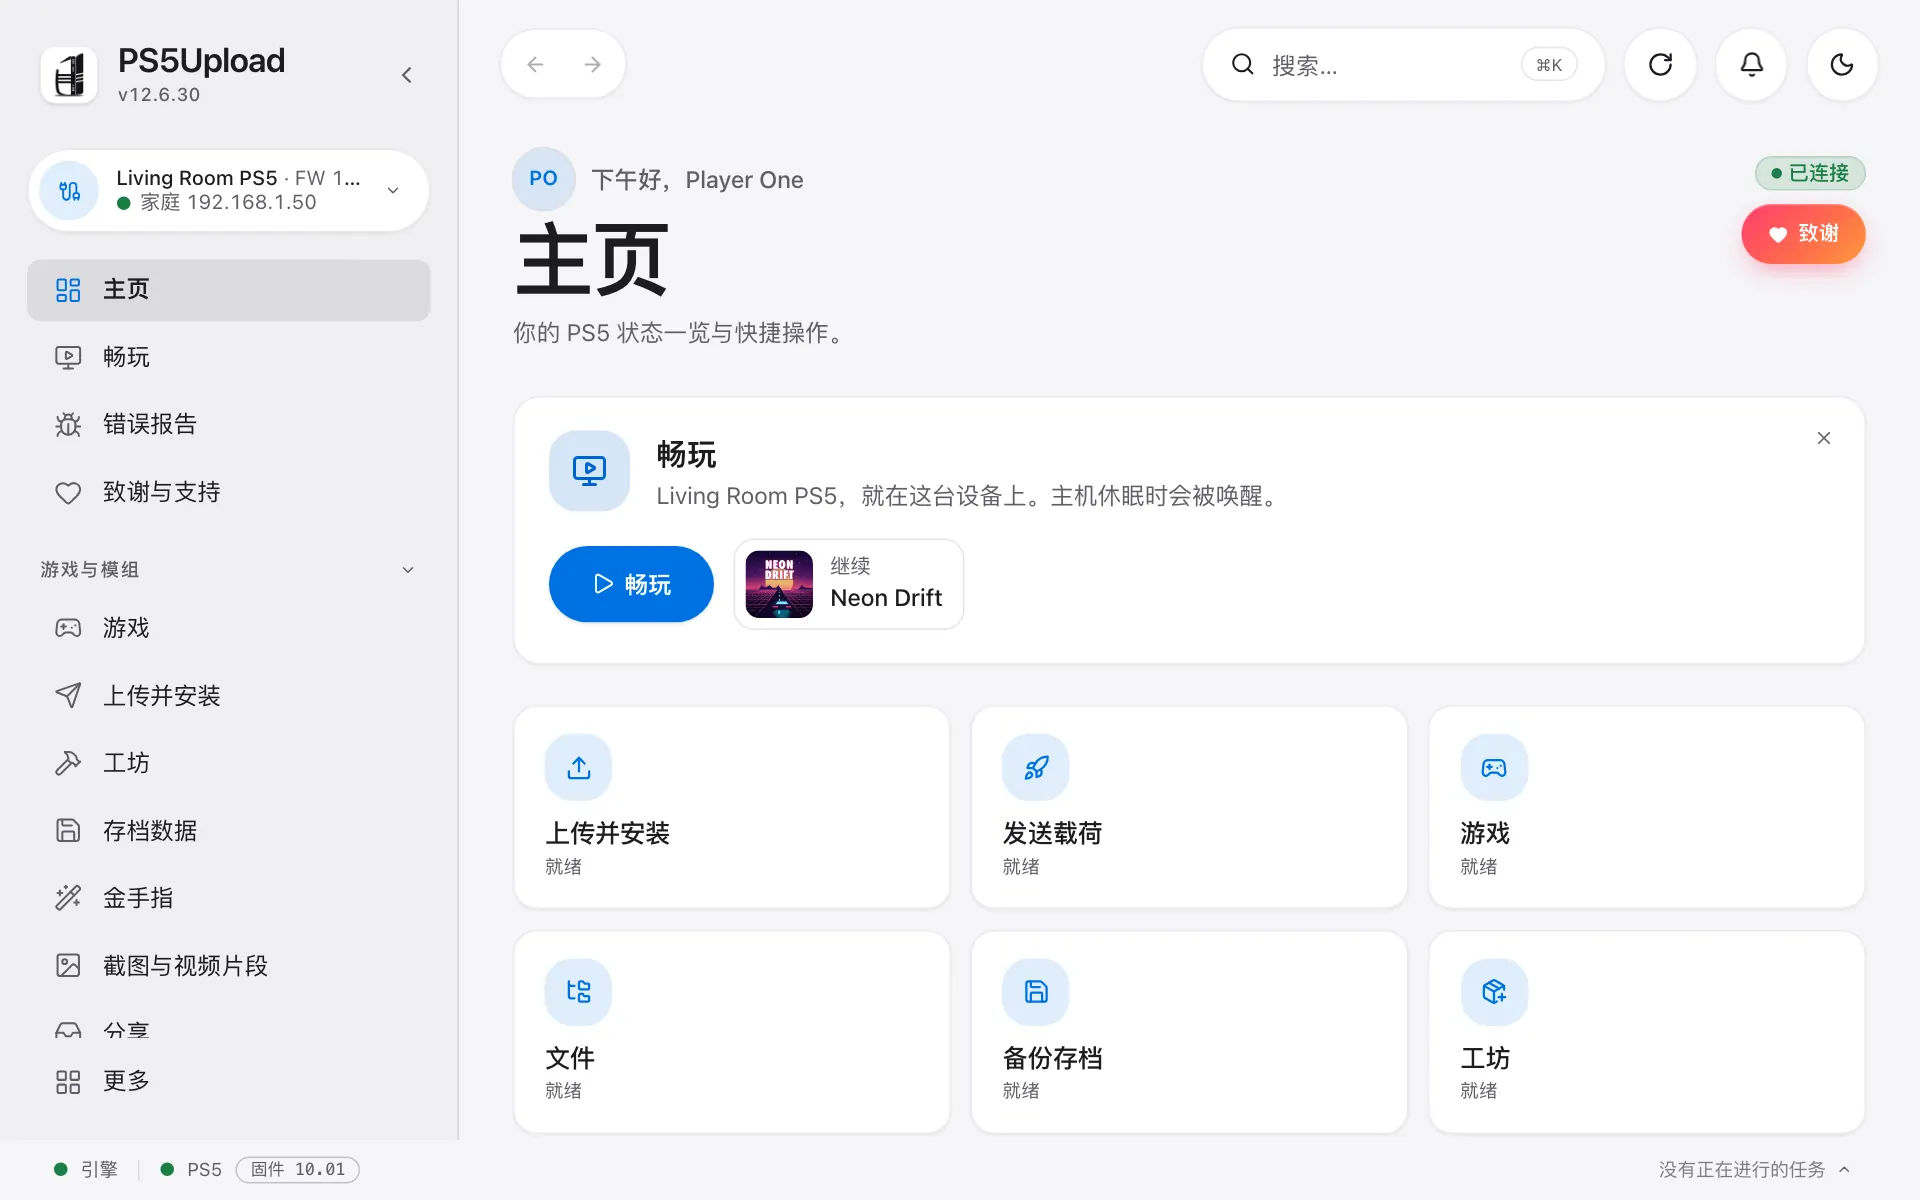 PS5Upload
v12.6.30
Living Room PS5 · FW 1...
家庭 192.168.1.50
主页
畅玩
错误报告
致谢与支持
游戏与模组
游戏
上传并安装
工坊
存档数据
金手指
截图与视频片段
分享
更多
搜索...
⌘K
PO
下午好，Player One
主页
你的 PS5 状态一览与快捷操作。
已连接
致谢
畅玩
Living Room PS5，就在这台设备上。主机休眠时会被唤醒。
畅玩
NEON
DRIFT
继续
Neon Drift
上传并安装
就绪
发送载荷
就绪
游戏
就绪
文件
就绪
备份存档
就绪
工坊
就绪
引擎
PS5
固件 10.01
没有正在进行的任务